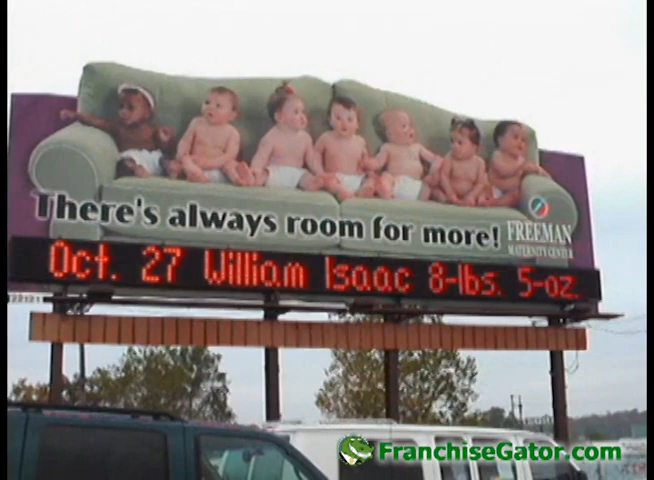 There's always room for more!
FREEMAN
MATERNITY CENTER
Oct. 27 William Isaac 8-lbs. 5-oz.
FranchiseGator.com